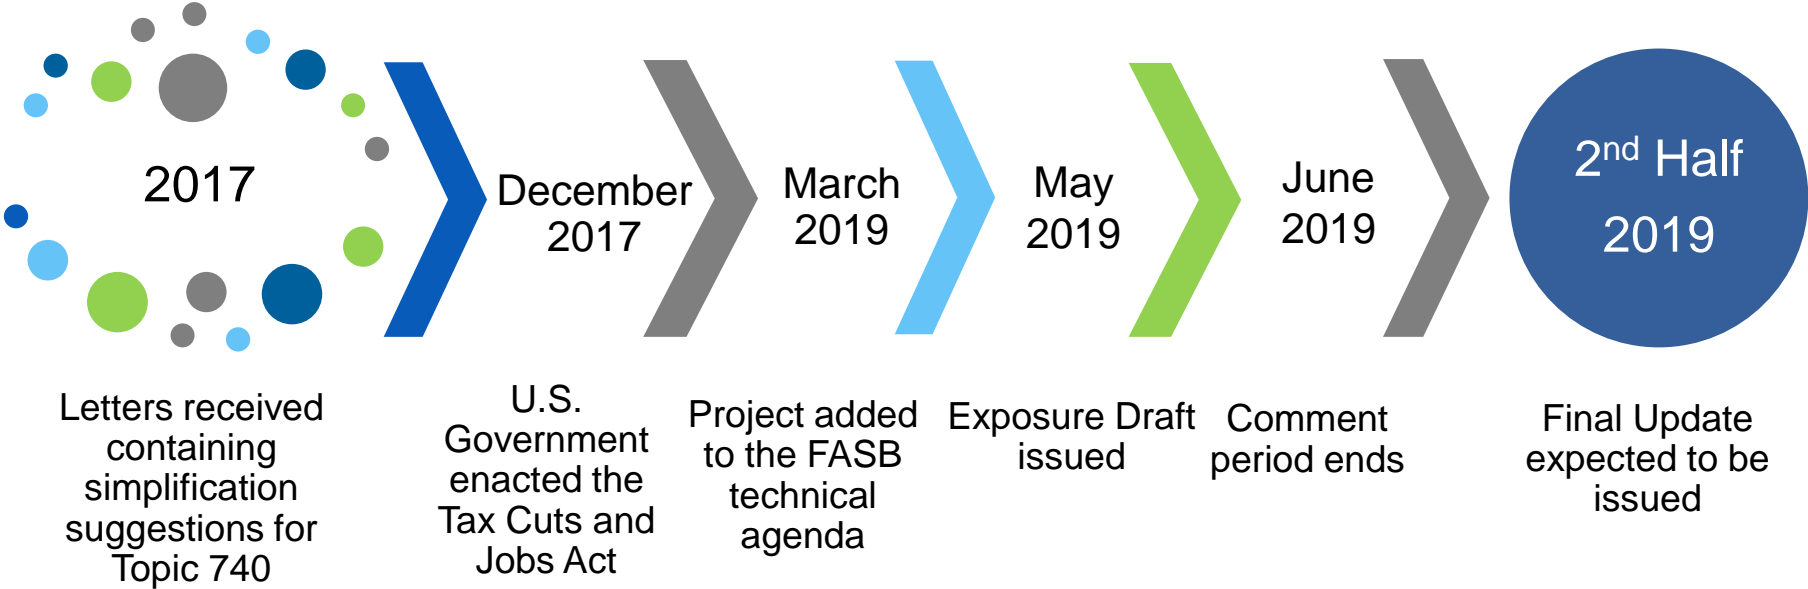 2017
December
2017
March
2019
May
2019
June
2019
2nd Half
2019
Letters received
containing
simplification
suggestions for
Topic 740
U.S.
Government
enacted the
Tax Cuts and
Jobs Act
Project added
to the FASB
technical
agenda
Exposure Draft
issued
Comment
period ends
Final Update
expected to be
issued